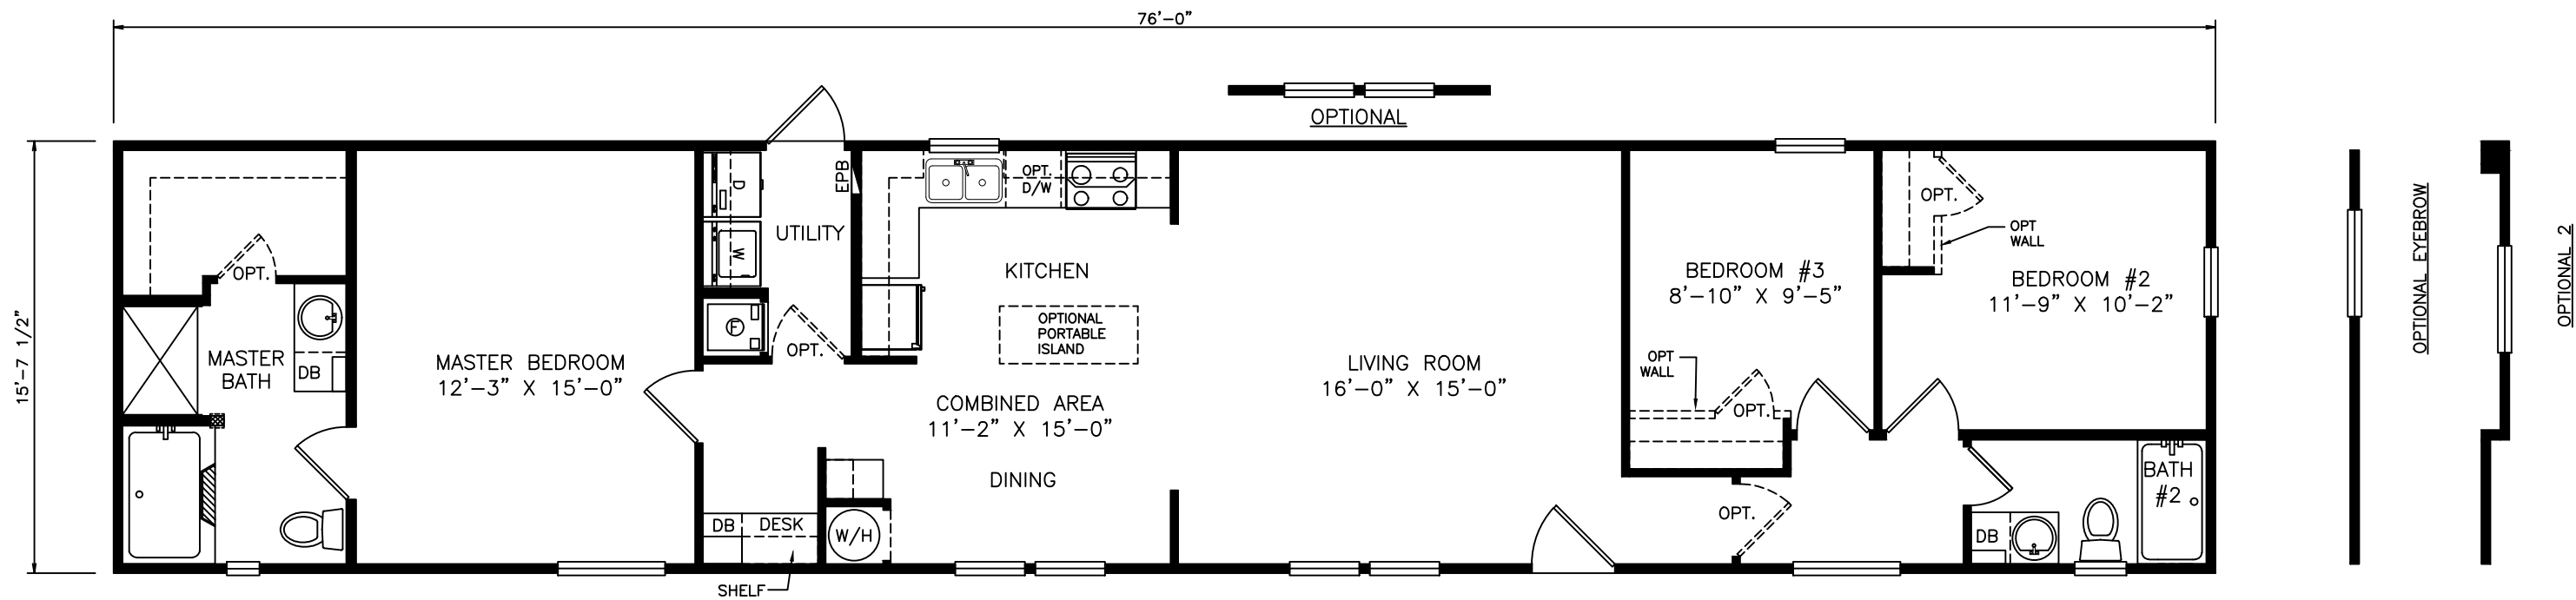 76'-0"
OPTIONAL
15'-7 1/2"
OPT.
MASTER
BATH
DB
MASTER BEDROOM
12'-3" X 15'-0"
D
W
UTILITY
EPB
F
OPT.
DB
DESK
SHELF
W/H
OPT.
D/W
KITCHEN
OPTIONAL
PORTABLE
ISLAND
COMBINED AREA
11'-2" X 15'-0"
DINING
LIVING ROOM
16'-0" X 15'-0"
BEDROOM #3
8'-10" X 9'-5"
OPT
WALL
OPT.
OPT.
OPT.
OPT
WALL
BEDROOM #2
11'-9" X 10'-2"
BATH
#2
DB
OPTIONAL EYEBROW
OPTIONAL 2